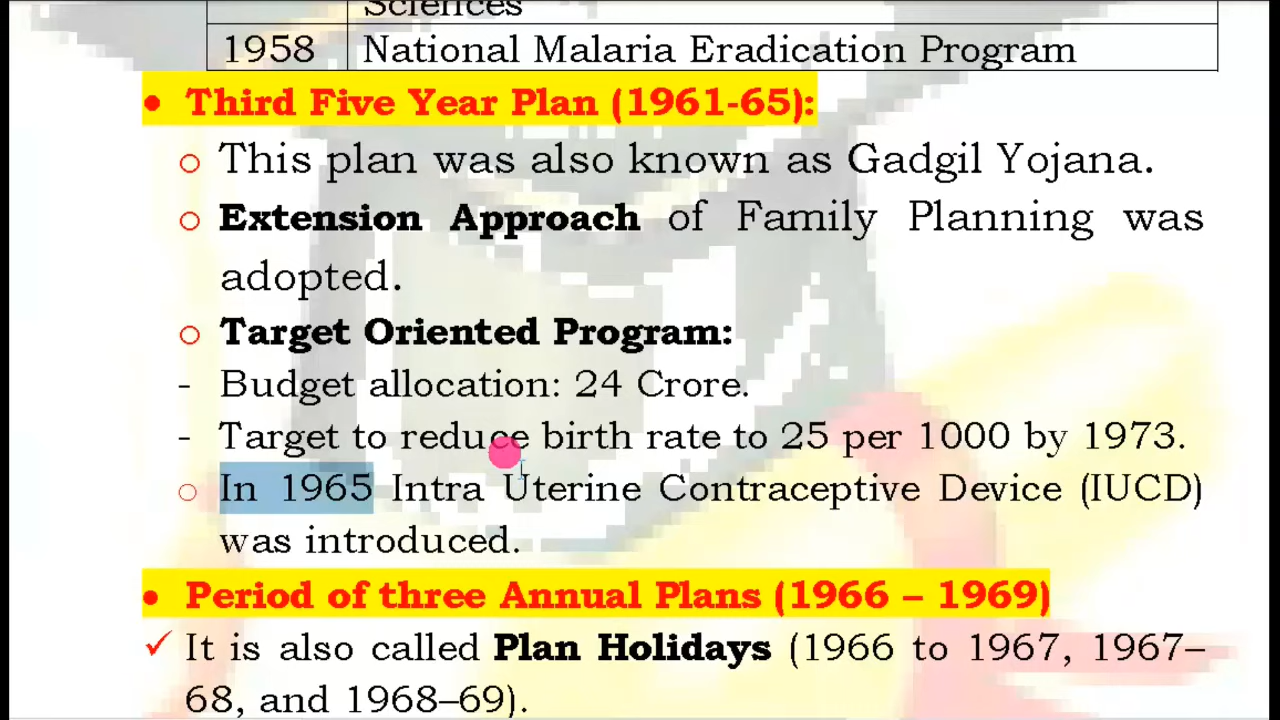 Sciences
1958 National Malaria Eradication Program
• Third Five Year Plan (1961-65):
o This plan was also known as Gadgil Yojana.
o Extension Approach of Family Planning was
adopted.
o Target Oriented Program:
- Budget allocation: 24 Crore.
- Target to reduce birth rate to 25 per 1000 by 1973.
o In 1965 Intra Uterine Contraceptive Device (IUCD)
was introduced.
• Period of three Annual Plans (1966 – 1969)
✓ It is also called Plan Holidays (1966 to 1967, 1967–
68, and 1968–69).